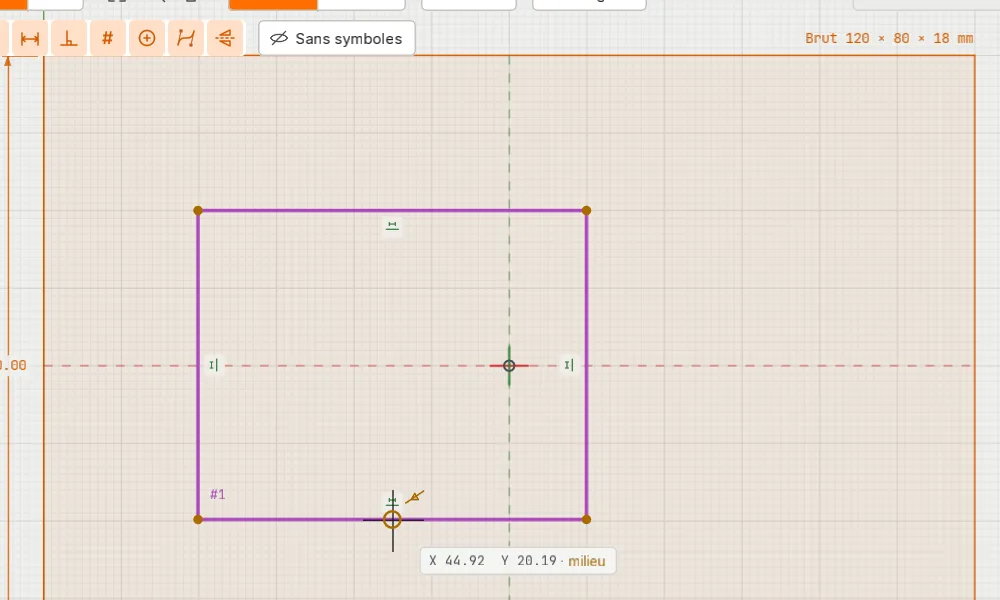 #
Sans symboles
Brut 120 × 80 × 18 mm
.00
#1
X 44.92 Y 20.19 · milieu